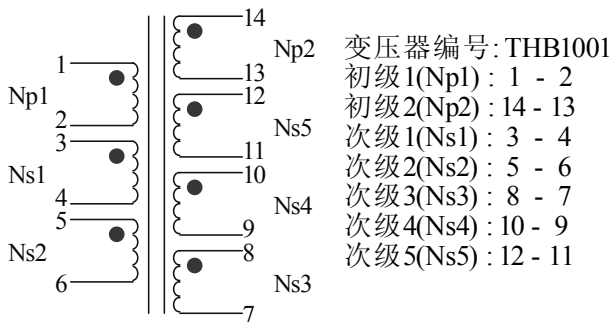 1
Np1
2
3
Ns1
4
5
Ns2
6
14
Np2
13
12
Ns5
11
10
Ns4
9
8
Ns3
7
变压器编号: THB1001
初级1(Np1) : 1 - 2
初级2(Np2) : 14 - 13
次级1(Ns1) : 3 - 4
次级2(Ns2) : 5 - 6
次级3(Ns3) : 8 - 7
次级4(Ns4) : 10 - 9
次级5(Ns5) : 12 - 11